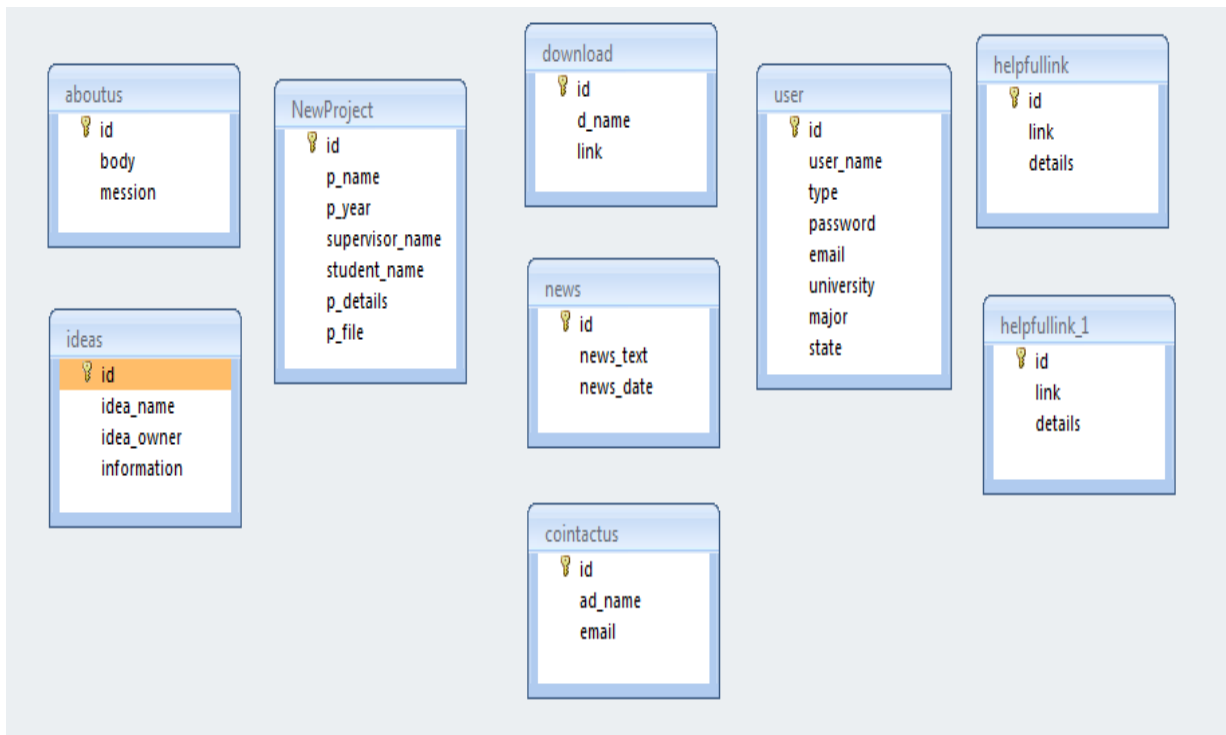 aboutus
id
body
mession
ideas
id
idea_name
idea_owner
information
NewProject
id
p_name
p_year
supervisor_name
student_name
p_details
p_file
download
id
d_name
link
news
id
news_text
news_date
cointactus
id
ad_name
email
user
id
user_name
type
password
email
university
major
state
helpfullink
id
link
details
helpfullink_1
id
link
details